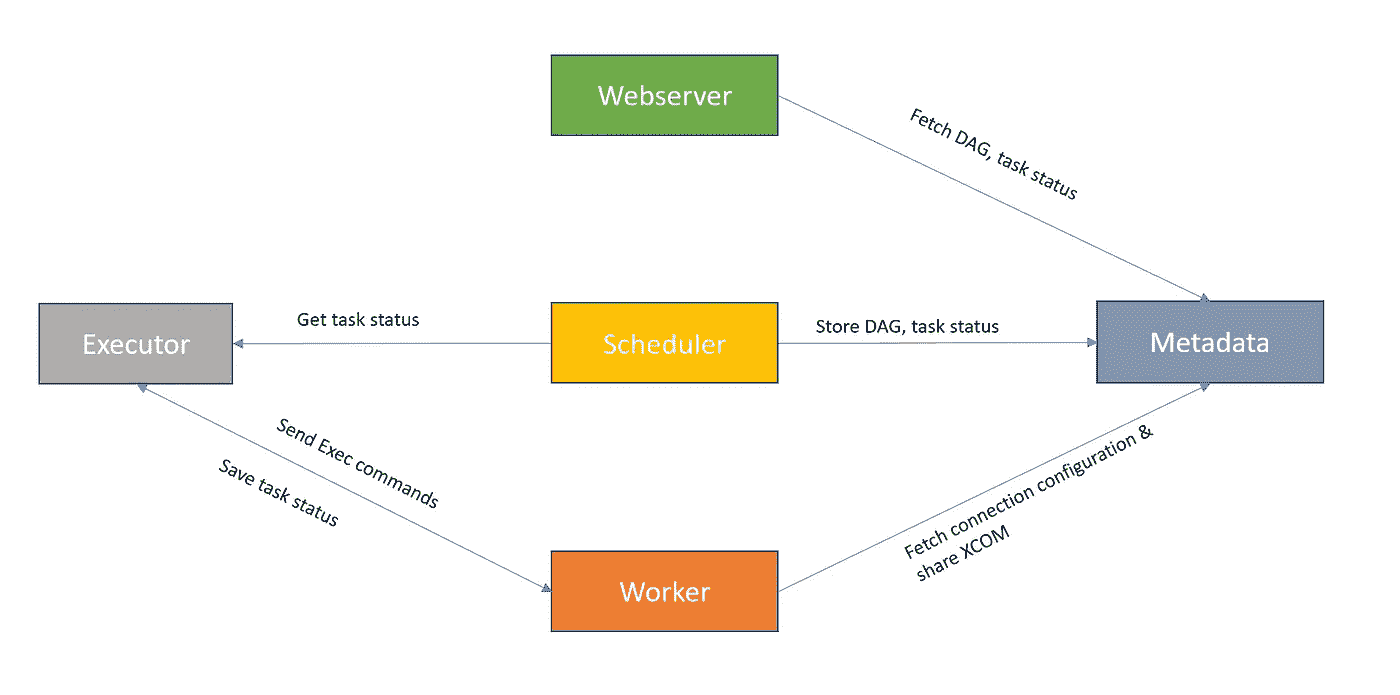 Webserver
Fetch DAG, task status
Executor
Get task status
Scheduler
Store DAG, task status
Metadata
Send Exec commands
Save task status
Fetch connection configuration &
share XCOM
Worker